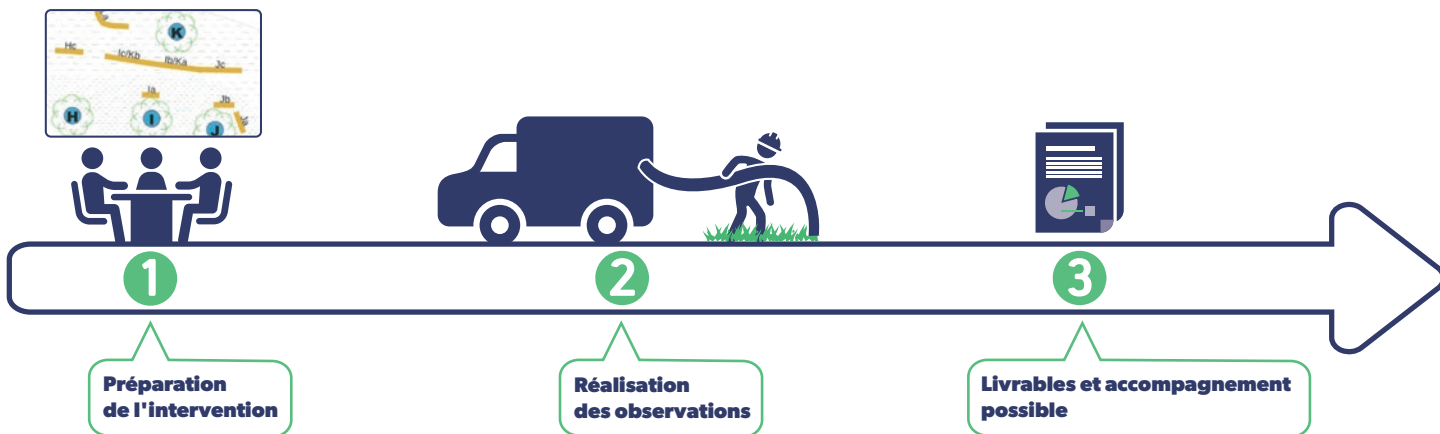 K
Hc
Ic/Kb
Ib/Ka
Jc
Ia
Jb
H
I
J
1
2
3
Préparation
de l'intervention
Réalisation
des observations
Livrables et accompagnement
possible